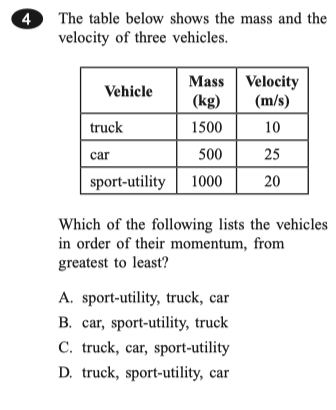 4 The table below shows the mass and the
velocity of three vehicles.
Vehicle Mass (kg) Velocity (m/s)
truck 1500 10
car 500 25
sport-utility 1000 20
Which of the following lists the vehicles
in order of their momentum, from
greatest to least?
A. sport-utility, truck, car
B. car, sport-utility, truck
C. truck, car, sport-utility
D. truck, sport-utility, car